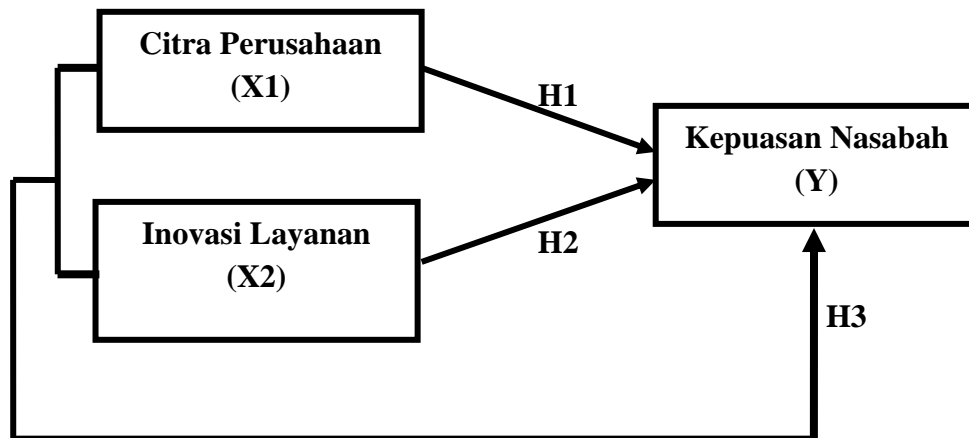 Citra Perusahaan
(X1)
H1
Kepuasan Nasabah
(Y)
Inovasi Layanan
(X2)
H2
H3